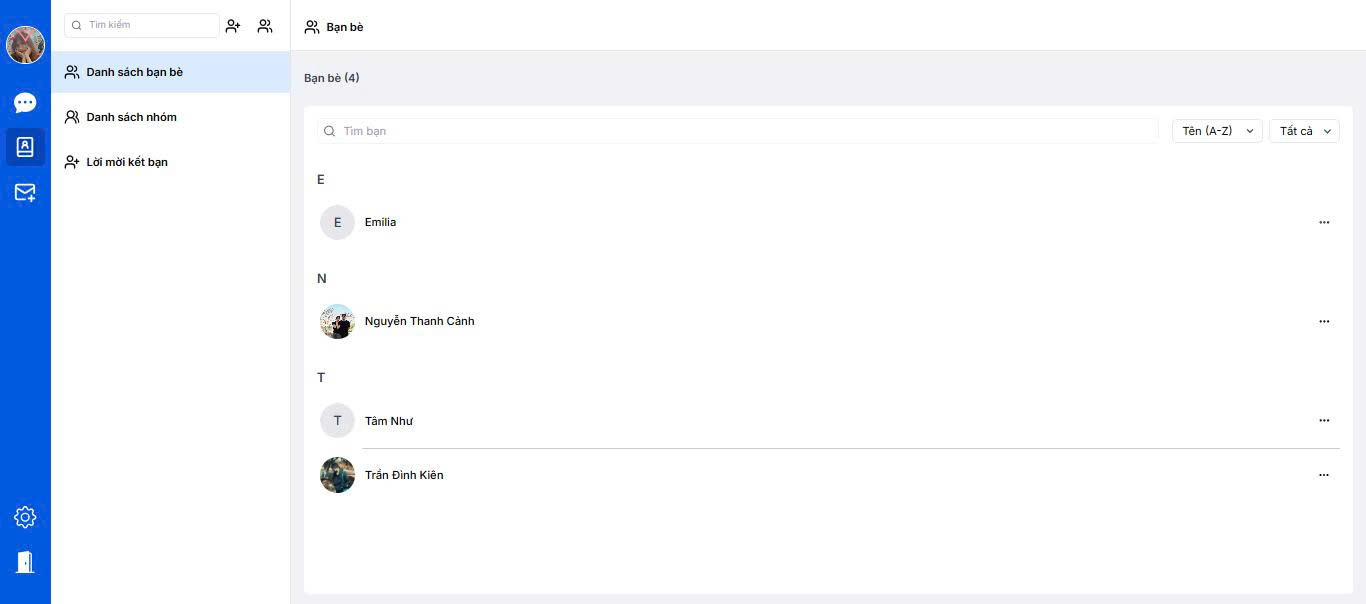 Tìm kiếm
Danh sách bạn bè
Danh sách nhóm
Lời mời kết bạn
Bạn bè
Bạn bè (4)
Tìm bạn
Tên (A-Z)
Tất cả
E
E
Emilia
N
Nguyễn Thanh Cảnh
T
T
Tâm Như
Trần Đình Kiên